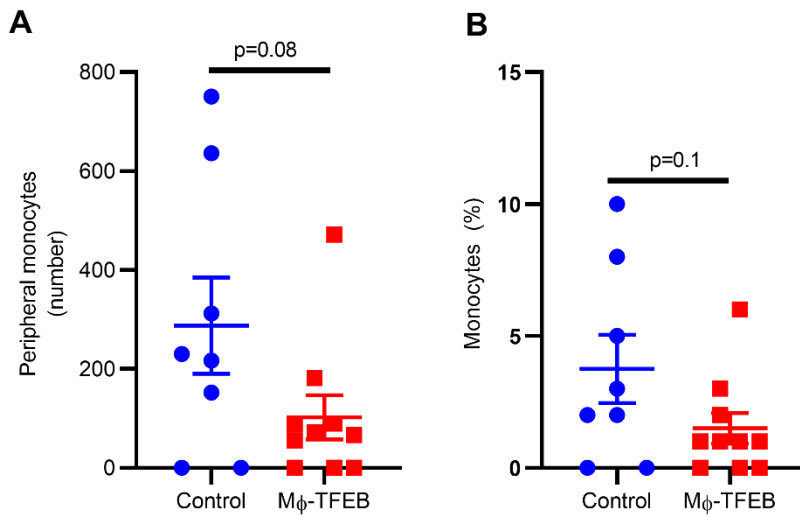 A
p=0.08
Peripheral monocytes
(number)
800
600
400
200
0
Control
Mϕ-TFEB
B
p=0.1
Monocytes (%)
15
10
5
0
Control
Mϕ-TFEB